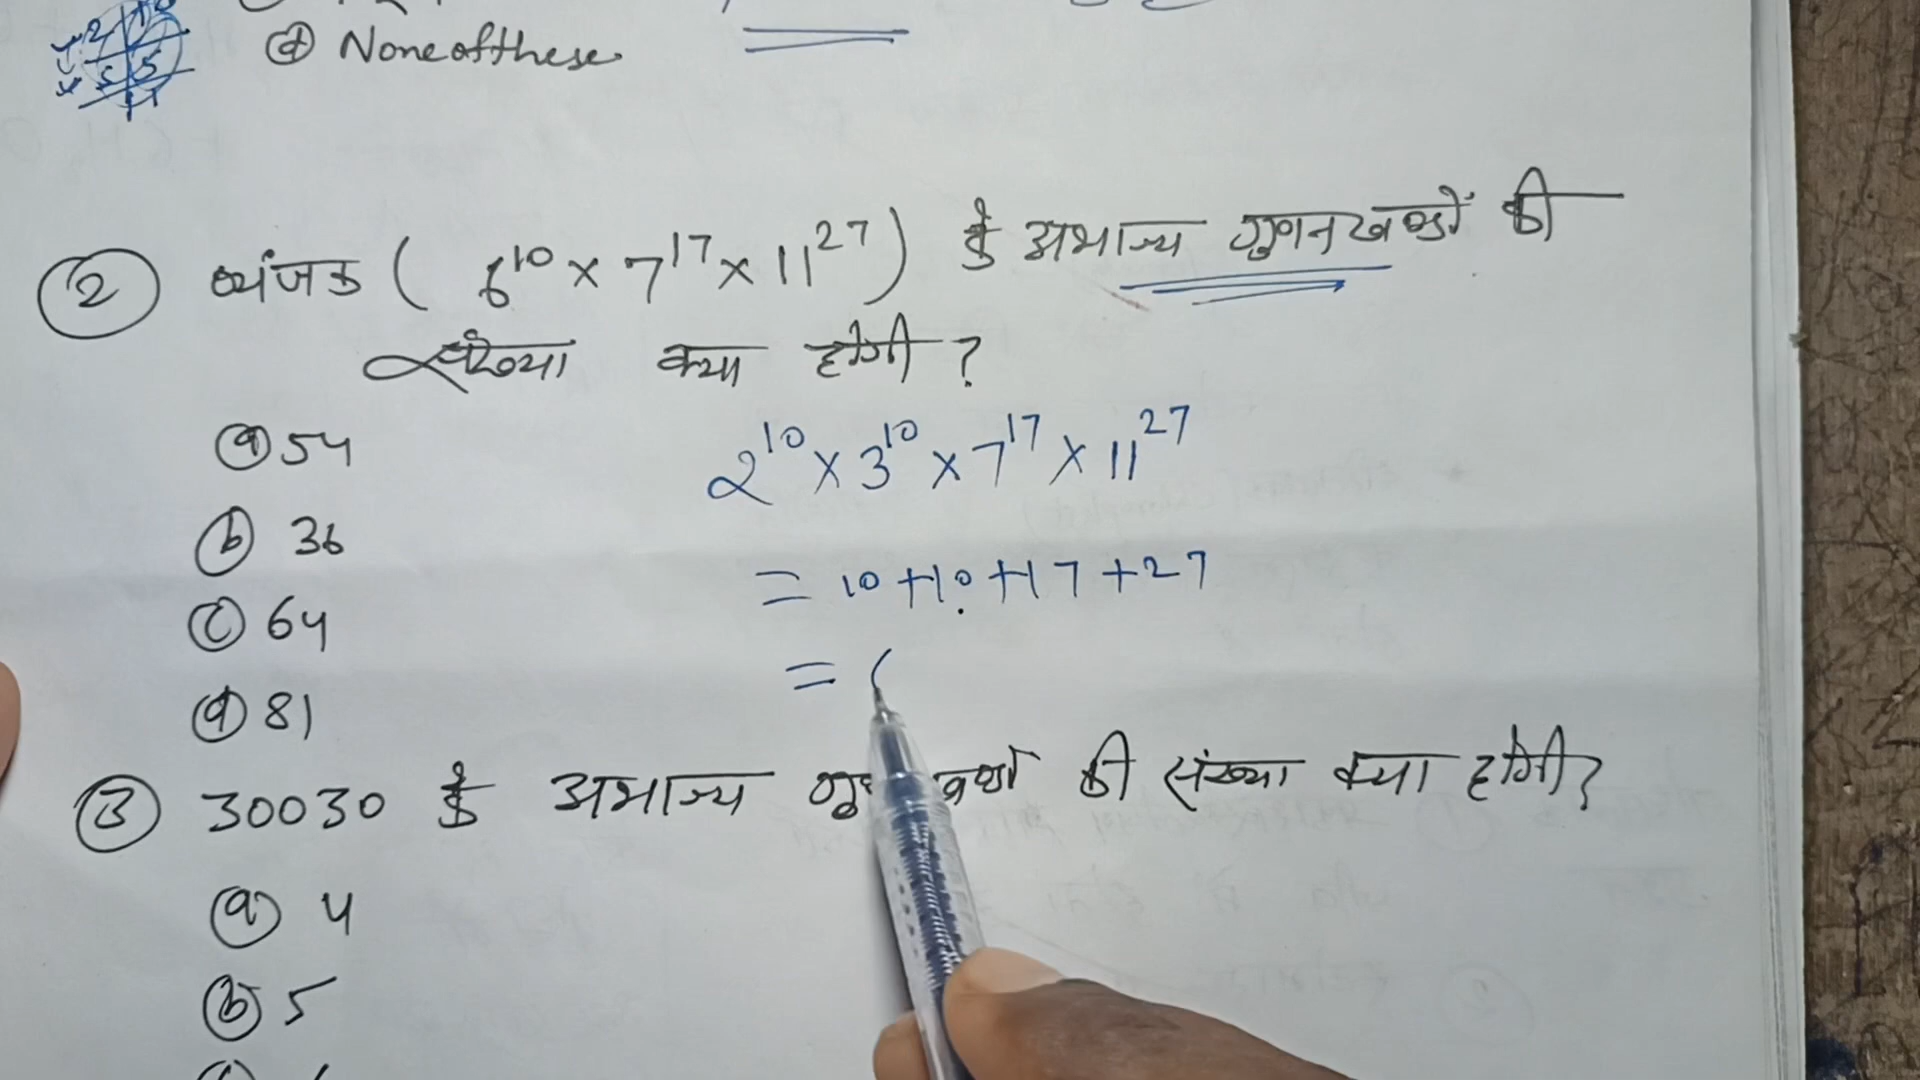 ⓓ None of these
② व्यंजक ( 6¹⁰ × 7¹⁷ × 11²⁷ ) के अभाज्य गुणनखण्डों की
संख्या क्या होगी ?
ⓐ 54
ⓑ 36
ⓒ 64
ⓓ 81
2¹⁰ × 3¹⁰ × 7¹⁷ × 11²⁷
= 10 + 10 + 17 + 27
= (
③ 30030 के अभाज्य की संख्या क्या होगी ?
ⓐ 4
ⓑ 5